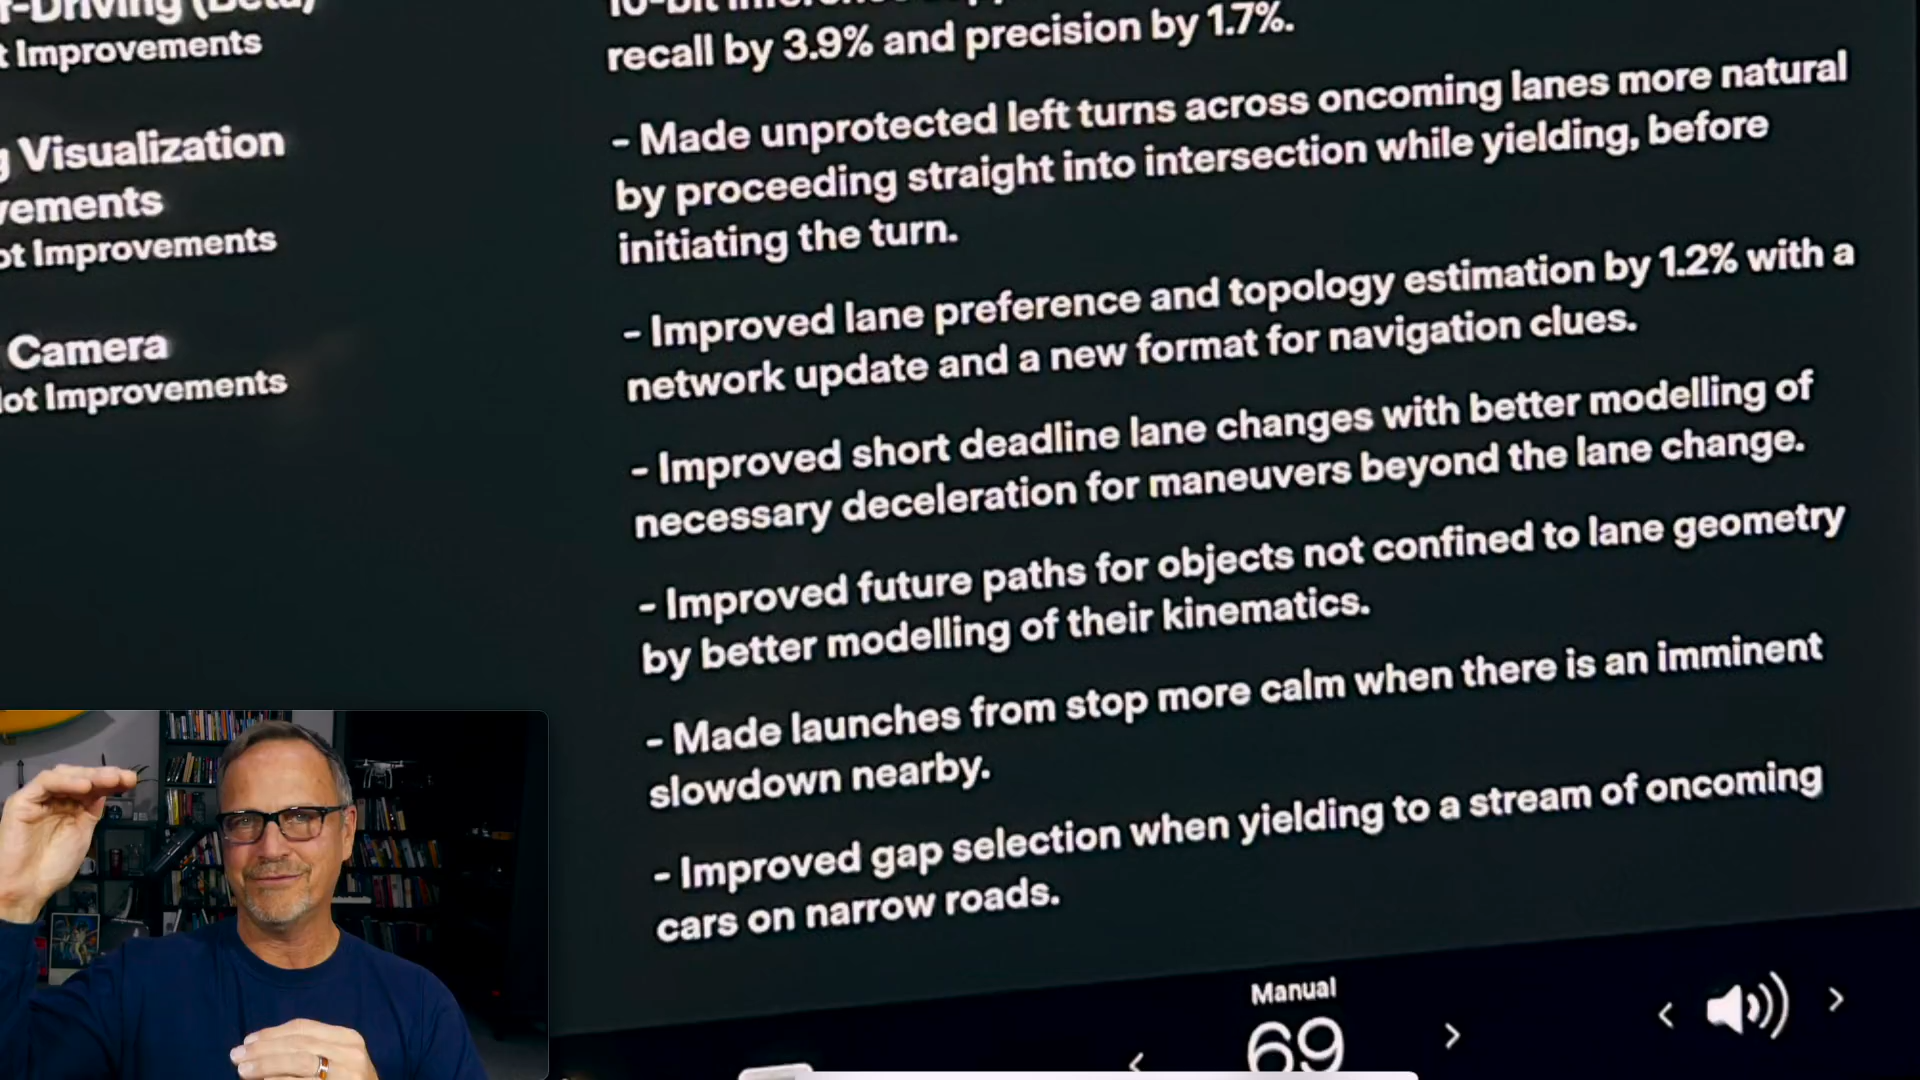 t Improvements
Visualization
ot Improvements
Camera
lot Improvements
recall by 3.9% and precision by 1.7%.
- Made unprotected left turns across oncoming lanes more natural
by proceeding straight into intersection while yielding, before
initiating the turn.
- Improved lane preference and topology estimation by 1.2% with a
network update and a new format for navigation clues.
- Improved short deadline lane changes with better modelling of
necessary deceleration for maneuvers beyond the lane change.
- Improved future paths for objects not confined to lane geometry
by better modelling of their kinematics.
- Made launches from stop more calm when there is an imminent
slowdown nearby.
- Improved gap selection when yielding to a stream of oncoming
cars on narrow roads.
Manual
69